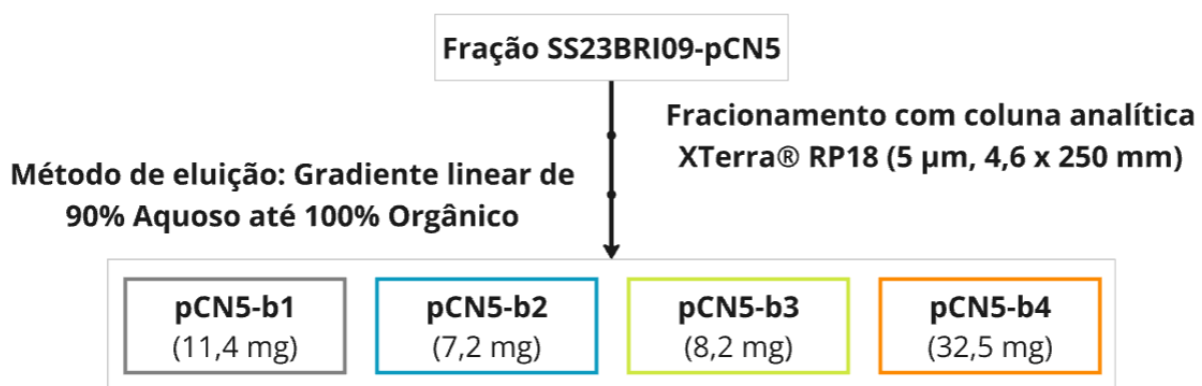 Fração SS23BRI09-pCN5
Fracionamento com coluna analítica
XTerra® RP18 (5 µm, 4,6 x 250 mm)
Método de eluição: Gradiente linear de
90% Aquoso até 100% Orgânico
pCN5-b1
(11,4 mg)
pCN5-b2
(7,2 mg)
pCN5-b3
(8,2 mg)
pCN5-b4
(32,5 mg)